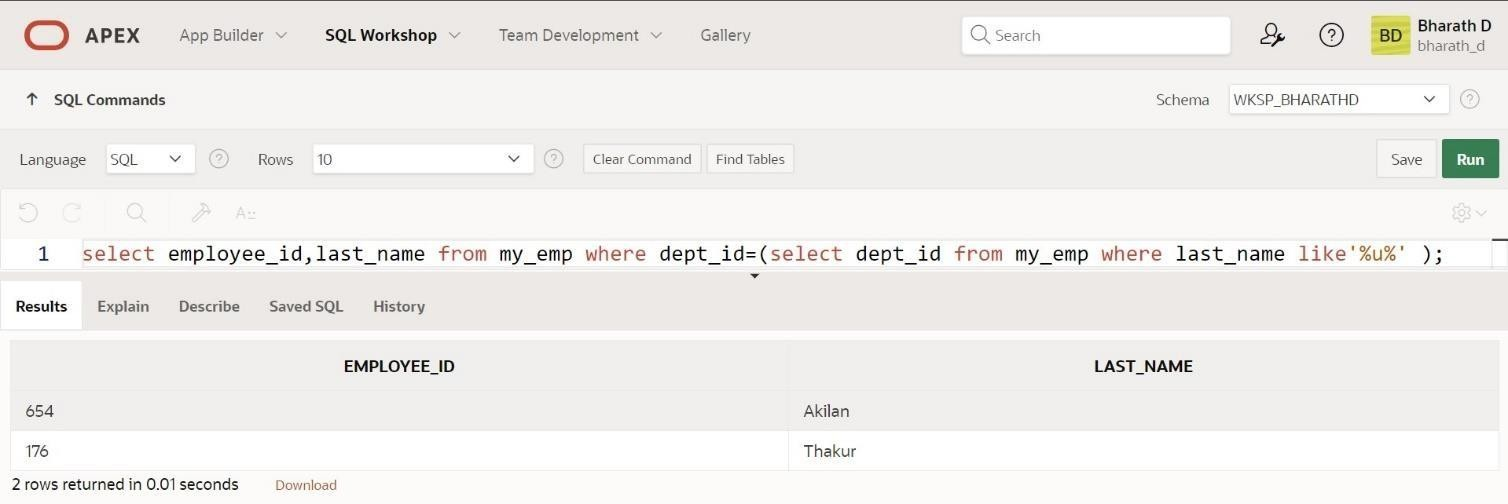 APEX App Builder SQL Workshop Team Development Gallery Search BD Bharath D
bharath_d
SQL Commands Schema WKSP_BHARATHD
Language SQL Rows 10 Clear Command Find Tables Save Run
A::
1 select employee_id,last_name from my_emp where dept_id=(select dept_id from my_emp where last_name like'%u%' );
Results Explain Describe Saved SQL History
EMPLOYEE_ID LAST_NAME
654 Akilan
176 Thakur
2 rows returned in 0.01 seconds Download